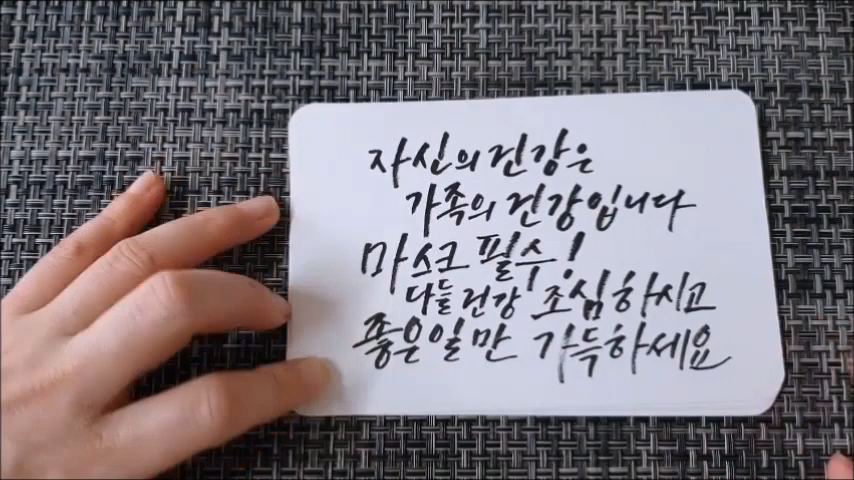 자신의 건강은
가족의 건강입니다
마스크 필수!
다들 건강 조심하시고
좋은일만 가득하세요